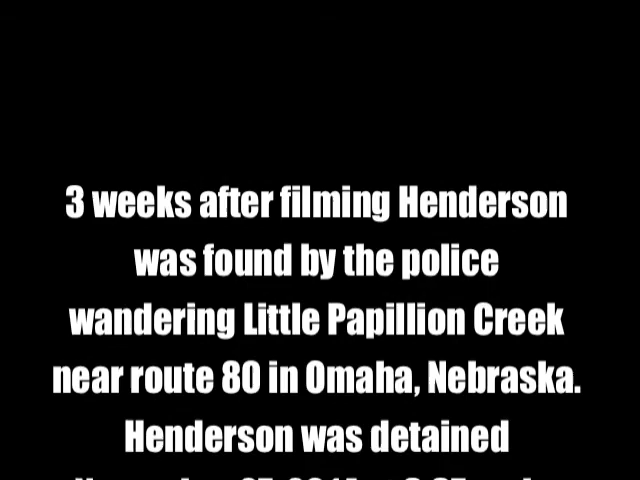 3 weeks after filming Henderson
was found by the police
wandering Little Papillion Creek
near route 80 in Omaha, Nebraska.
Henderson was detained